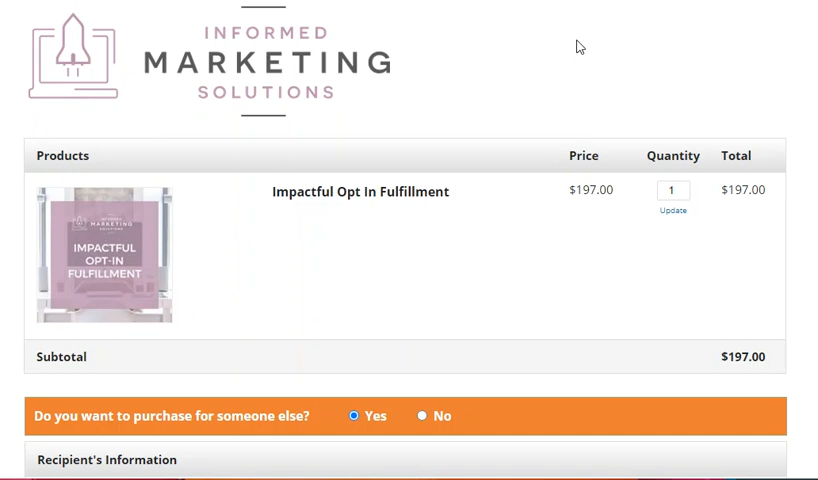 INFORMED
MARKETING
SOLUTIONS
Products Price Quantity Total
Impactful Opt In Fulfillment $197.00 1 $197.00
Update
INFORMED
MARKETING
SOLUTIONS
IMPACTFUL
OPT-IN
FULFILLMENT
Subtotal $197.00
Do you want to purchase for someone else? Yes No
Recipient's Information